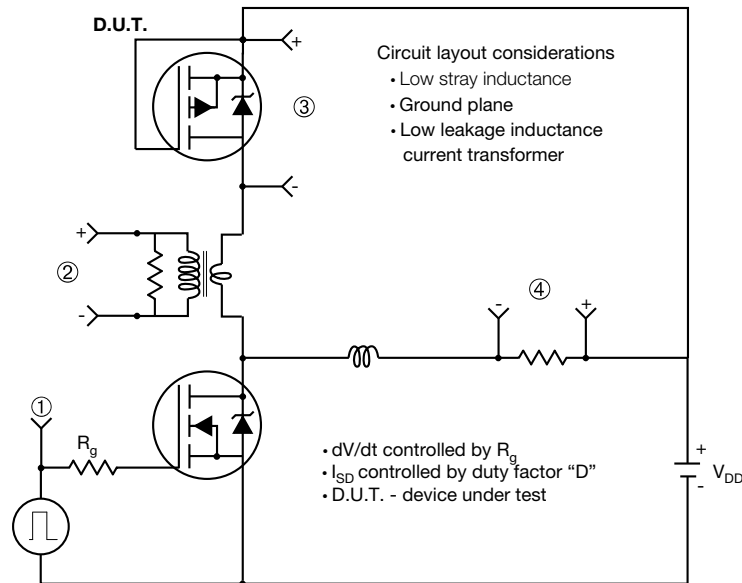 D.U.T.
+
Circuit layout considerations
• Low stray inductance
③
• Ground plane
• Low leakage inductance
current transformer
-
+
②
-
④
-
+
①
Rg
• dV/dt controlled by Rg
• ISD controlled by duty factor “D”
• D.U.T. - device under test
+
VDD
-